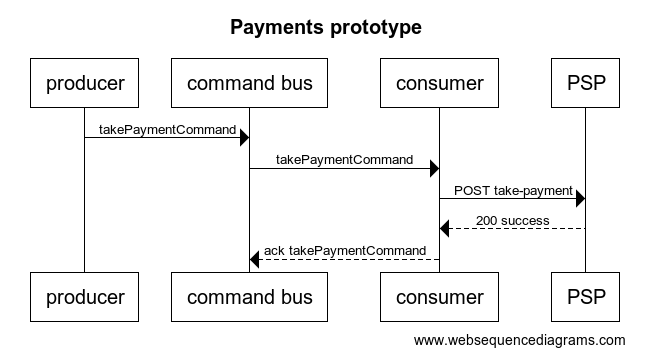 Payments prototype
producer
command bus
consumer
PSP
takePaymentCommand
takePaymentCommand
POST take-payment
200 success
ack takePaymentCommand
producer
command bus
consumer
PSP
www.websequencediagrams.com